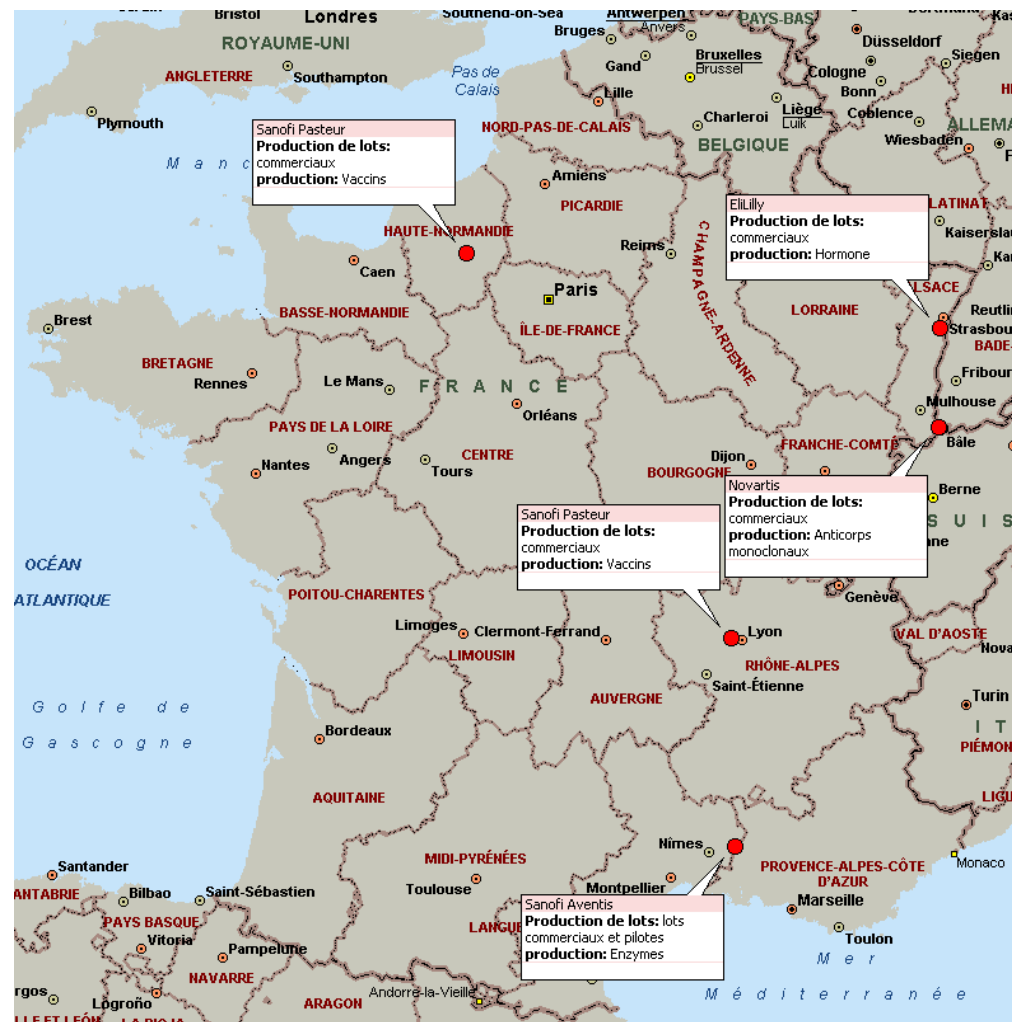 Bristol
Londres
Southend-on-Sea
Antwerpen
Anvers
PAYS-BAS
ROYAUME-UNI
Bruges
Düsseldorf
Gand
Bruxelles
Brussel
Siegen
ANGLETERRE
Southampton
Pas de
Calais
Cologne
Bonn
Lille
Liège
Luik
Coblence
Plymouth
Charleroi
NORD-PAS-DE-CALAIS
BELGIQUE
Wiesbaden
Sanofi Pasteur
Production de lots:
commerciaux
production: Vaccins
Amiens
PICARDIE
EliLilly
Production de lots:
commerciaux
production: Hormone
HAUTE-NORMANDIE
Reims
CHAMPAGNE-ARDENNE
Caen
Paris
LORRAINE
BASSE-NORMANDIE
ÎLE-DE-FRANCE
Brest
BRETAGNE
Rennes
Le Mans
FRANCE
Orléans
Mulhouse
PAYS DE LA LOIRE
Angers
CENTRE
Tours
Nantes
Dijon
BOURGOGNE
FRANCHE-COMTÉ
Bâle
Berne
Novartis
Production de lots:
commerciaux
production: Anticorps
monoclonaux
Sanofi Pasteur
Production de lots:
commerciaux
production: Vaccins
OCÉAN
ATLANTIQUE
POITOU-CHARENTES
Genève
Limoges
Clermont-Ferrand
Lyon
VAL D'AOSTE
LIMOUSIN
RHÔNE-ALPES
Saint-Étienne
AUVERGNE
Turin
Golfe de
Gascogne
Bordeaux
AQUITAINE
MIDI-PYRÉNÉES
Nîmes
PROVENCE-ALPES-CÔTE
D'AZUR
Monaco
Santander
Toulouse
Montpellier
Marseille
Bilbao
Saint-Sébastien
Sanofi Aventis
Production de lots: lots
commerciaux et pilotes
production: Enzymes
PAYS BASQUE
Toulon
Vitoria
Pampelune
NAVARRE
Mer
Méditerranée
Logroño
ARAGON
Andorre-la-Vieille